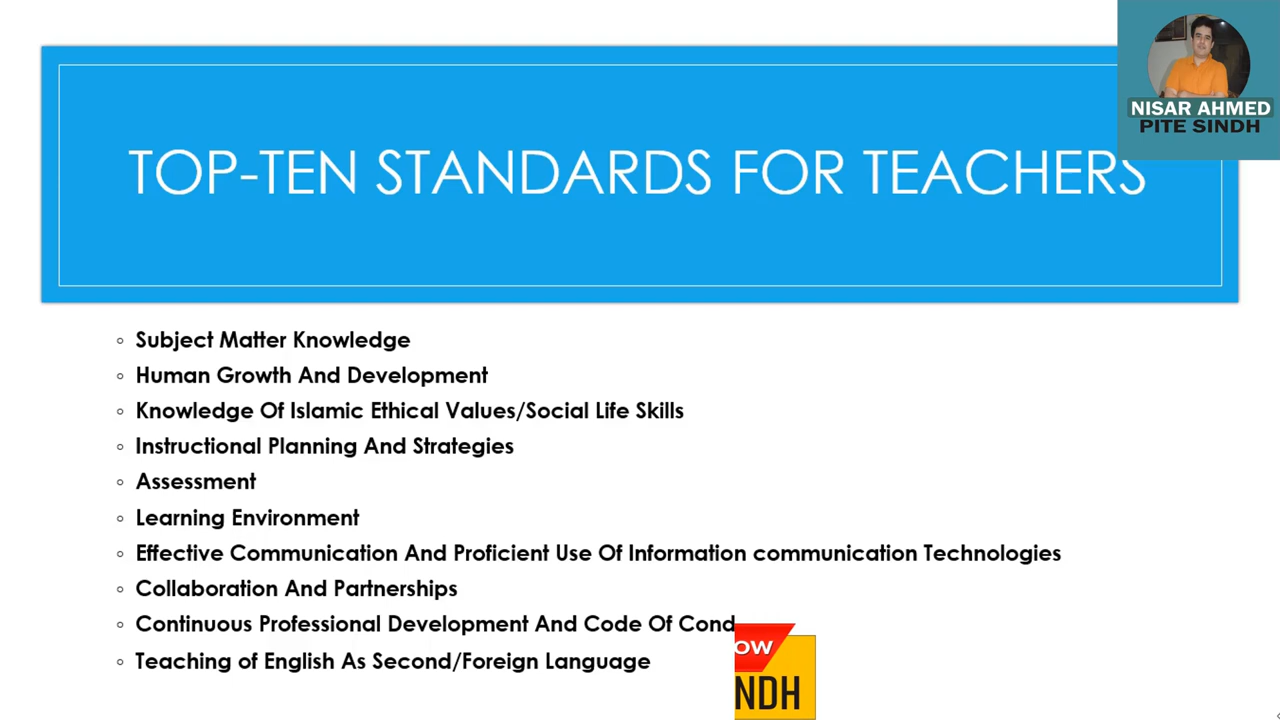 NISAR AHMED
PITE SINDH
TOP-TEN STANDARDS FOR TEACHERS
Subject Matter Knowledge
Human Growth And Development
Knowledge Of Islamic Ethical Values/Social Life Skills
Instructional Planning And Strategies
Assessment
Learning Environment
Effective Communication And Proficient Use Of Information communication Technologies
Collaboration And Partnerships
Continuous Professional Development And Code Of Cond
Teaching of English As Second/Foreign Language
OW
NDH